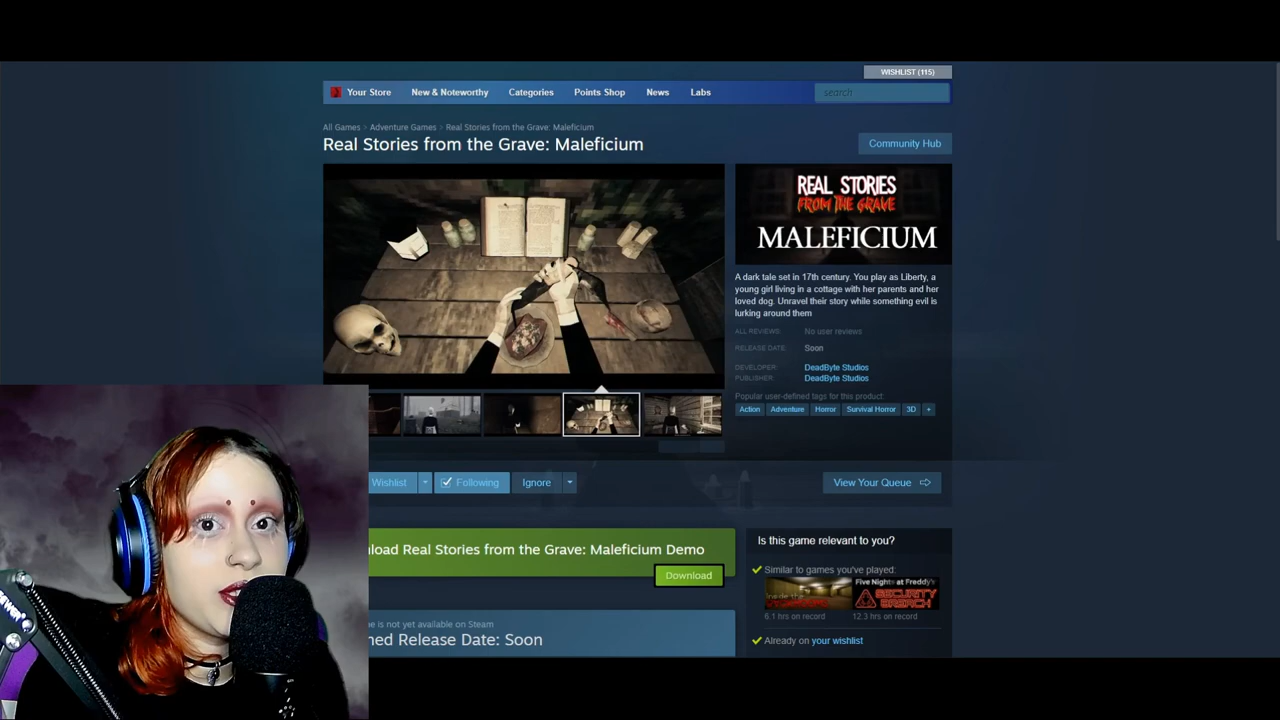 WISHLIST (115)
Your Store New & Noteworthy Categories Points Shop News Labs search
All Games > Adventure Games > Real Stories from the Grave: Maleficium
Real Stories from the Grave: Maleficium
Community Hub
REAL STORIES
FROM THE GRAVE
MALEFICIUM
A dark tale set in 17th century. You play as Liberty, a
young girl living in a cottage with her parents and her
loved dog. Unravel their story while something evil is
lurking around them
ALL REVIEWS: No user reviews
RELEASE DATE: Soon
DEVELOPER: DeadByte Studios
PUBLISHER: DeadByte Studios
Popular user-defined tags for this product:
Action Adventure Horror Survival Horror 3D +
Wishlist Following Ignore View Your Queue
load Real Stories from the Grave: Maleficium Demo
Download
Is this game relevant to you?
Similar to games you've played:
Inside the
Five Nights at Freddy's
SECURITY
BREACH
6.1 hrs on record 12.3 hrs on record
Already on your wishlist
e is not yet available on Steam
ned Release Date: Soon